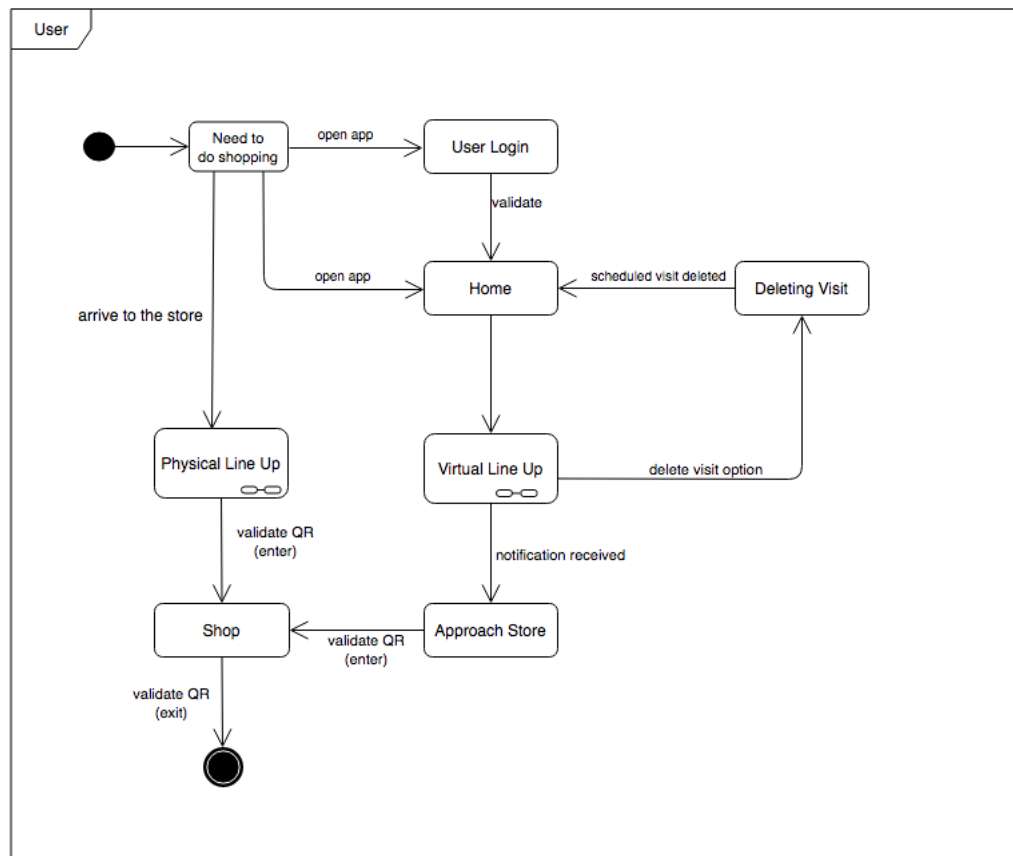 User
Need to
do shopping
open app
User Login
validate
open app
Home
scheduled visit deleted
Deleting Visit
arrive to the store
Physical Line Up
Virtual Line Up
delete visit option
validate QR
(enter)
notification received
Shop
validate QR
(enter)
Approach Store
validate QR
(exit)